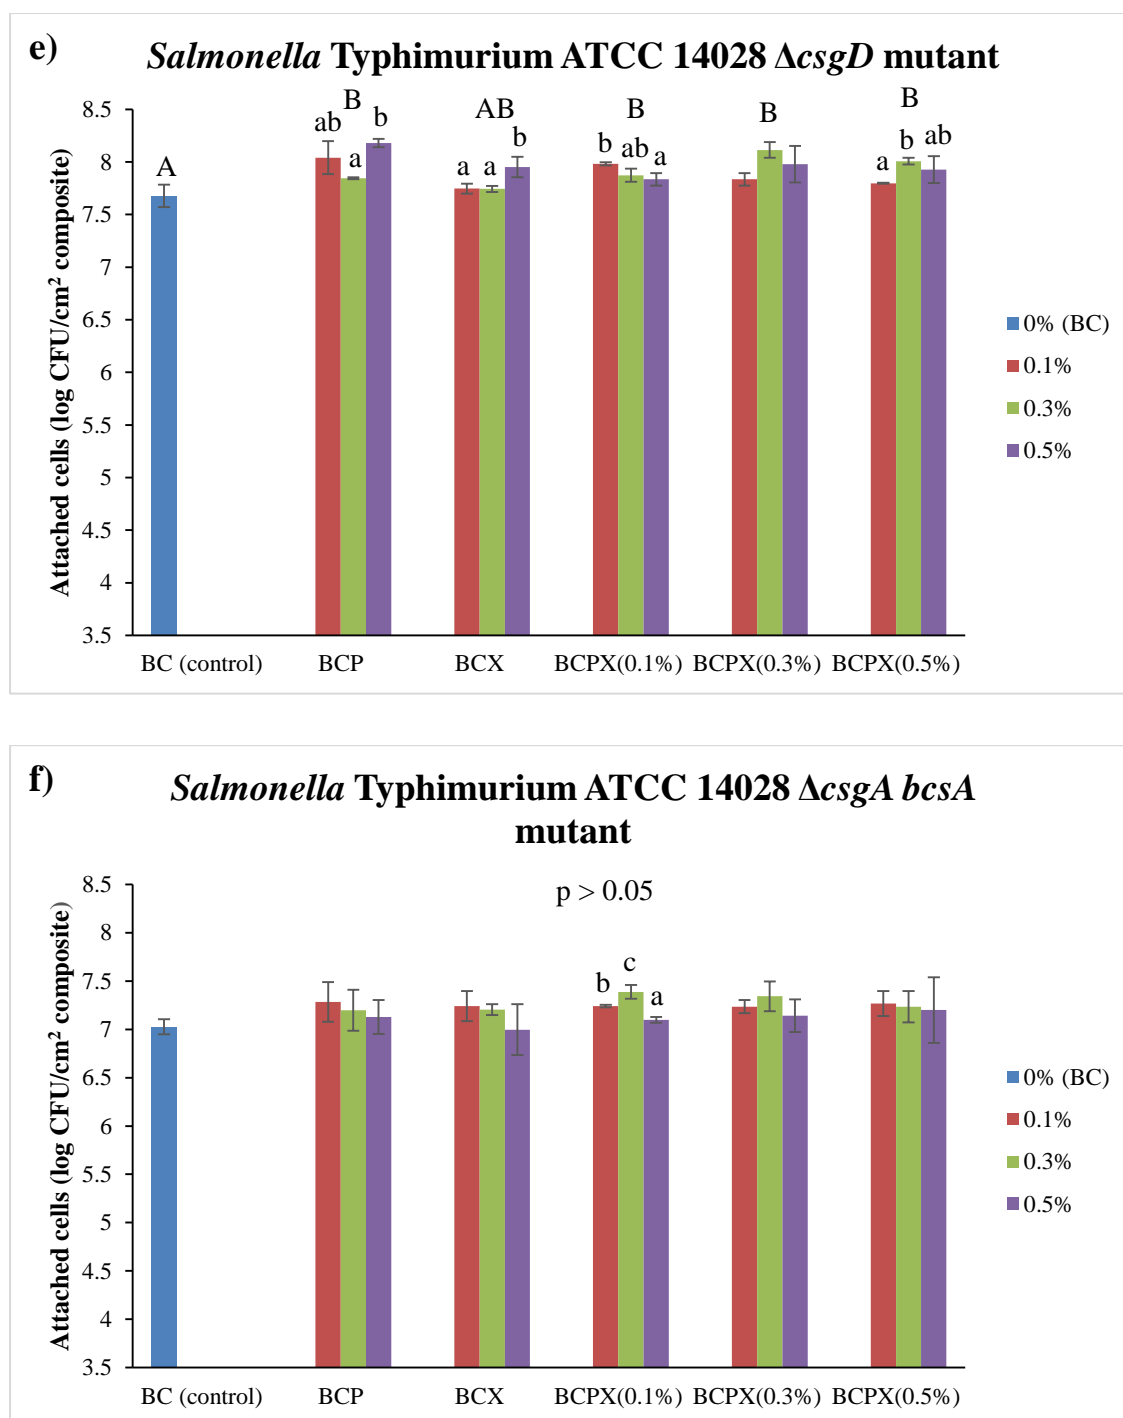 e)
Salmonella Typhimurium ATCC 14028 ΔcsgD mutant
Attached cells (log CFU/cm² composite)
8.5
8
7.5
7
6.5
6
5.5
5
4.5
4
3.5
A
B
ab
a
b
AB
a
a
b
B
b
ab
a
B
B
a
b
ab
BC (control)
BCP
BCX
BCPX(0.1%)
BCPX(0.3%)
BCPX(0.5%)
0% (BC)
0.1%
0.3%
0.5%
f)
Salmonella Typhimurium ATCC 14028 ΔcsgA bcsA
mutant
Attached cells (log CFU/cm² composite)
8.5
8
7.5
7
6.5
6
5.5
5
4.5
4
3.5
p > 0.05
b
c
a
BC (control)
BCP
BCX
BCPX(0.1%)
BCPX(0.3%)
BCPX(0.5%)
0% (BC)
0.1%
0.3%
0.5%